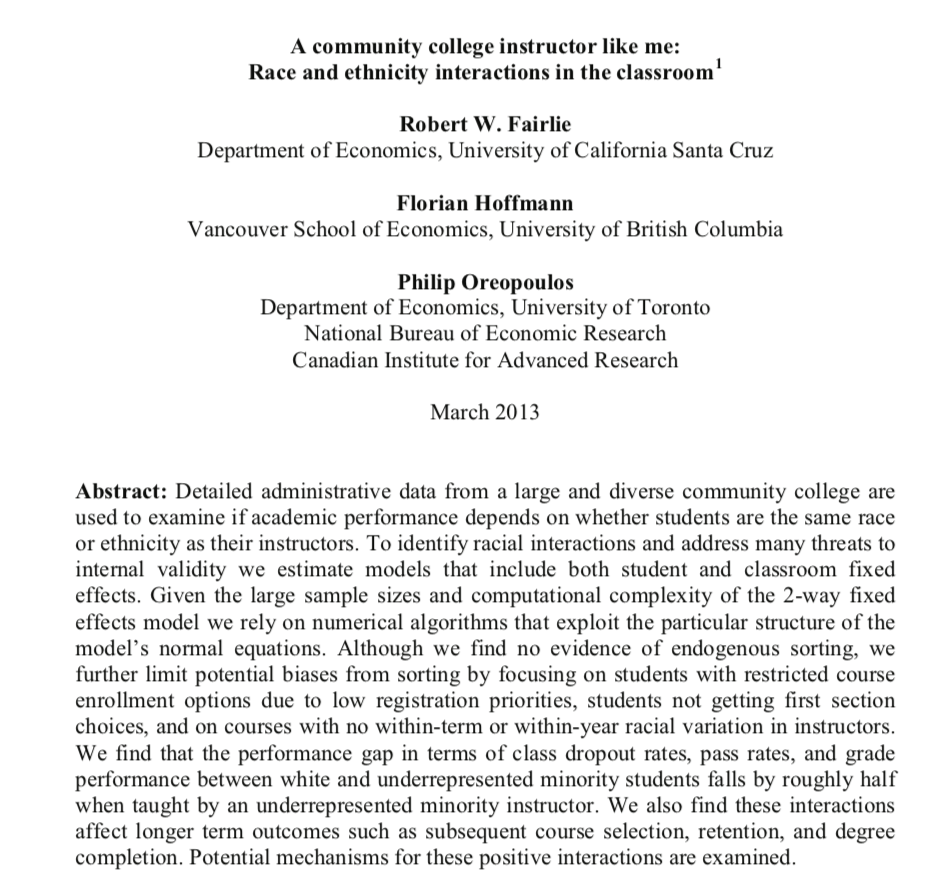 A community college instructor like me:
Race and ethnicity interactions in the classroom1
Robert W. Fairlie
Department of Economics, University of California Santa Cruz
Florian Hoffmann
Vancouver School of Economics, University of British Columbia
Philip Oreopoulos
Department of Economics, University of Toronto
National Bureau of Economic Research
Canadian Institute for Advanced Research
March 2013
Abstract: Detailed administrative data from a large and diverse community college are
used to examine if academic performance depends on whether students are the same race
or ethnicity as their instructors. To identify racial interactions and address many threats to
internal validity we estimate models that include both student and classroom fixed
effects. Given the large sample sizes and computational complexity of the 2-way fixed
effects model we rely on numerical algorithms that exploit the particular structure of the
model's normal equations. Although we find no evidence of endogenous sorting, we
further limit potential biases from sorting by focusing on students with restricted course
enrollment options due to low registration priorities, students not getting first section
choices, and on courses with no within-term or within-year racial variation in instructors.
We find that the performance gap in terms of class dropout rates, pass rates, and grade
performance between white and underrepresented minority students falls by roughly half
when taught by an underrepresented minority instructor. We also find these interactions
affect longer term outcomes such as subsequent course selection, retention, and degree
completion. Potential mechanisms for these positive interactions are examined.